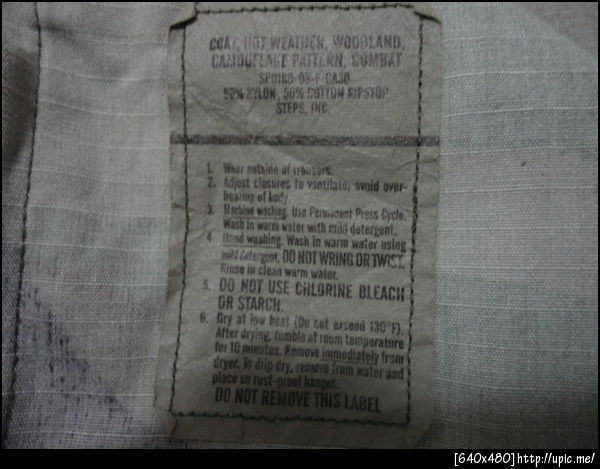 COAT, HOT WEATHER, WOODLAND,
CAMOUFLAGE PATTERN, COMBAT
50% NYLON, 50% COTTON RIPSTOP
STEPS, INC.
1. Wear outside of trousers.
2. Adjust closures to ventilate, avoid over-
heating of body.
3. Machine washing. Use Permanent Press Cycle.
Wash in warm water with mild detergent.
4. Hand washing. Wash in warm water using
mild detergent. DO NOT WRING OR TWIST.
Rinse in clean warm water.
5. DO NOT USE CHLORINE BLEACH
OR STARCH.
6. Dry at low heat (Do not exceed 130°F).
After drying, tumble at room temperature
for 10 minutes. Remove immediately from
dryer. To drip dry, remove from water and
place on rust-proof hanger.
DO NOT REMOVE THIS LABEL
[640x480]http://upic.me/